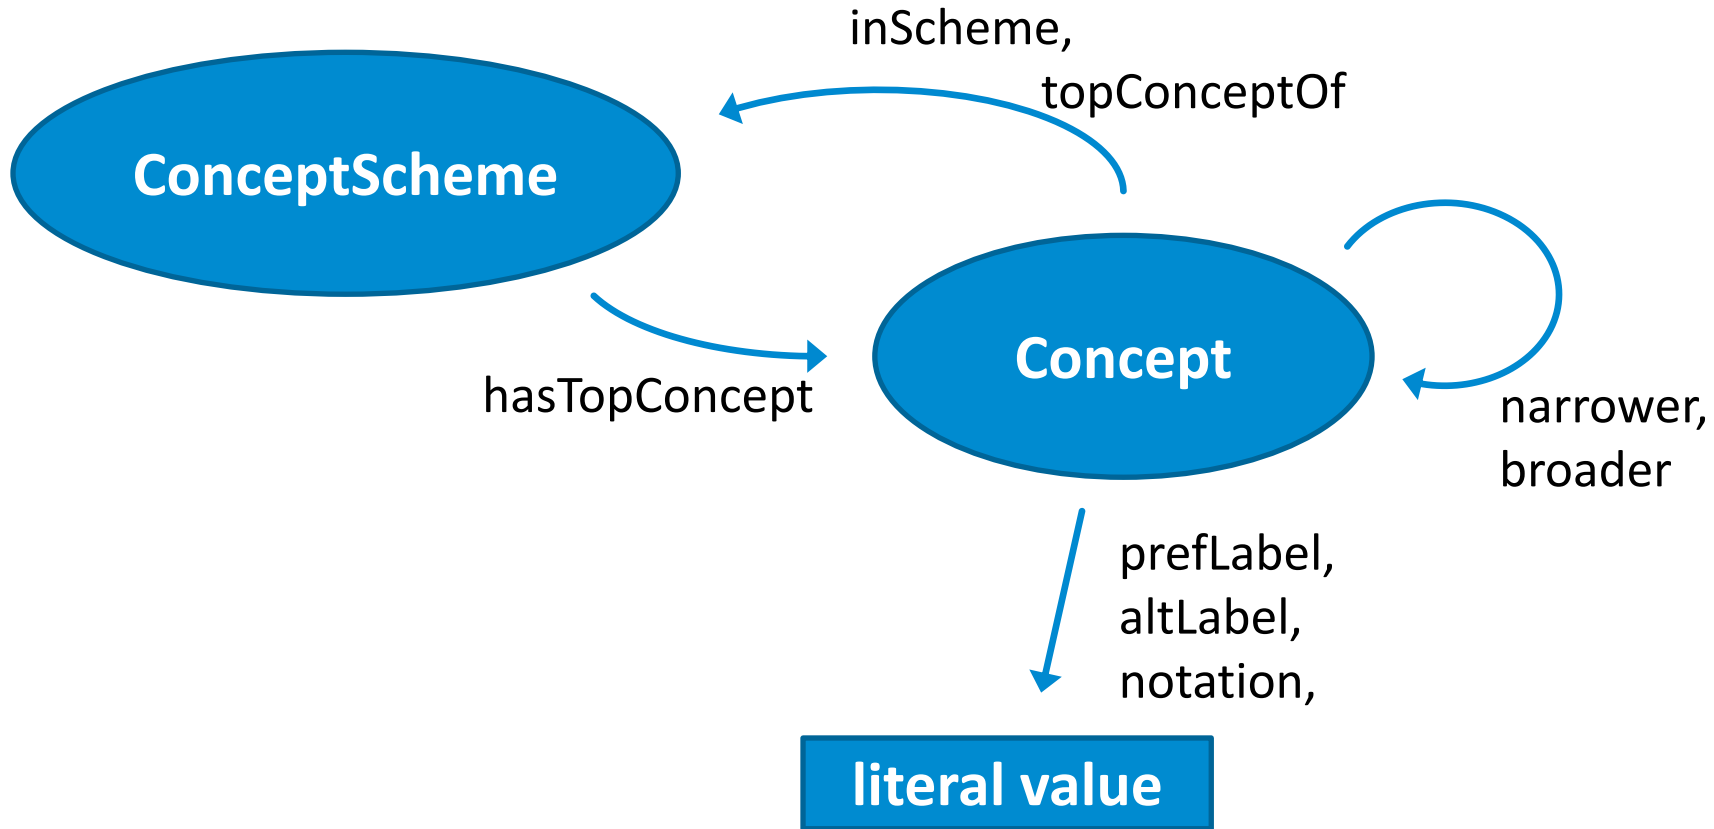 inScheme,
topConceptOf
ConceptScheme
Concept
hasTopConcept
narrower,
broader
prefLabel,
altLabel,
notation,
literal value